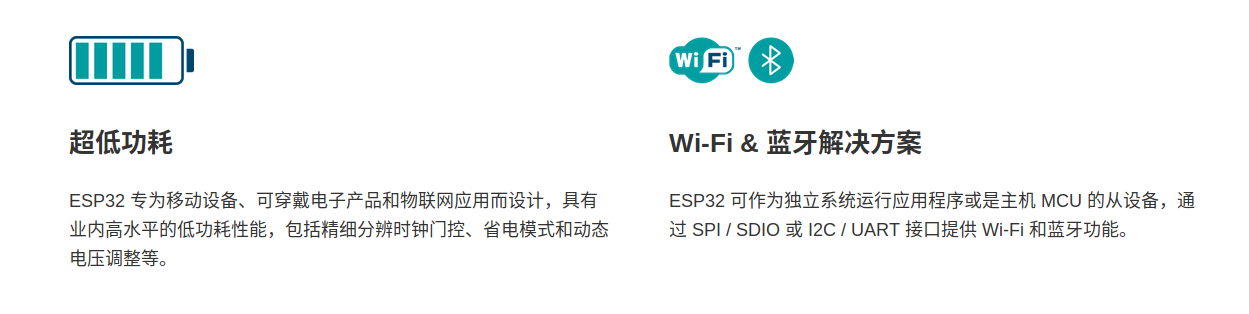 超低功耗
ESP32 专为移动设备、可穿戴电子产品和物联网应用而设计，具有
业内高水平的低功耗性能，包括精细分辨时钟门控、省电模式和动态
电压调整等。
Wi Fi ™
Wi-Fi & 蓝牙解决方案
ESP32 可作为独立系统运行应用程序或是主机 MCU 的从设备，通
过 SPI / SDIO 或 I2C / UART 接口提供 Wi-Fi 和蓝牙功能。